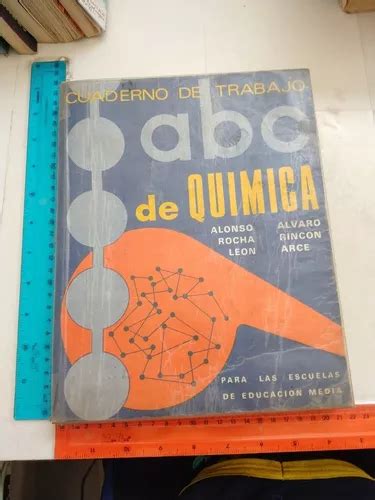 CUADERNO DE TRABAJO
abc
de QUIMICA
ALONSO ALVARO
ROCHA RINCON
LEON ARCE
PARA LAS ESCUELAS
DE EDUCACION MEDIA